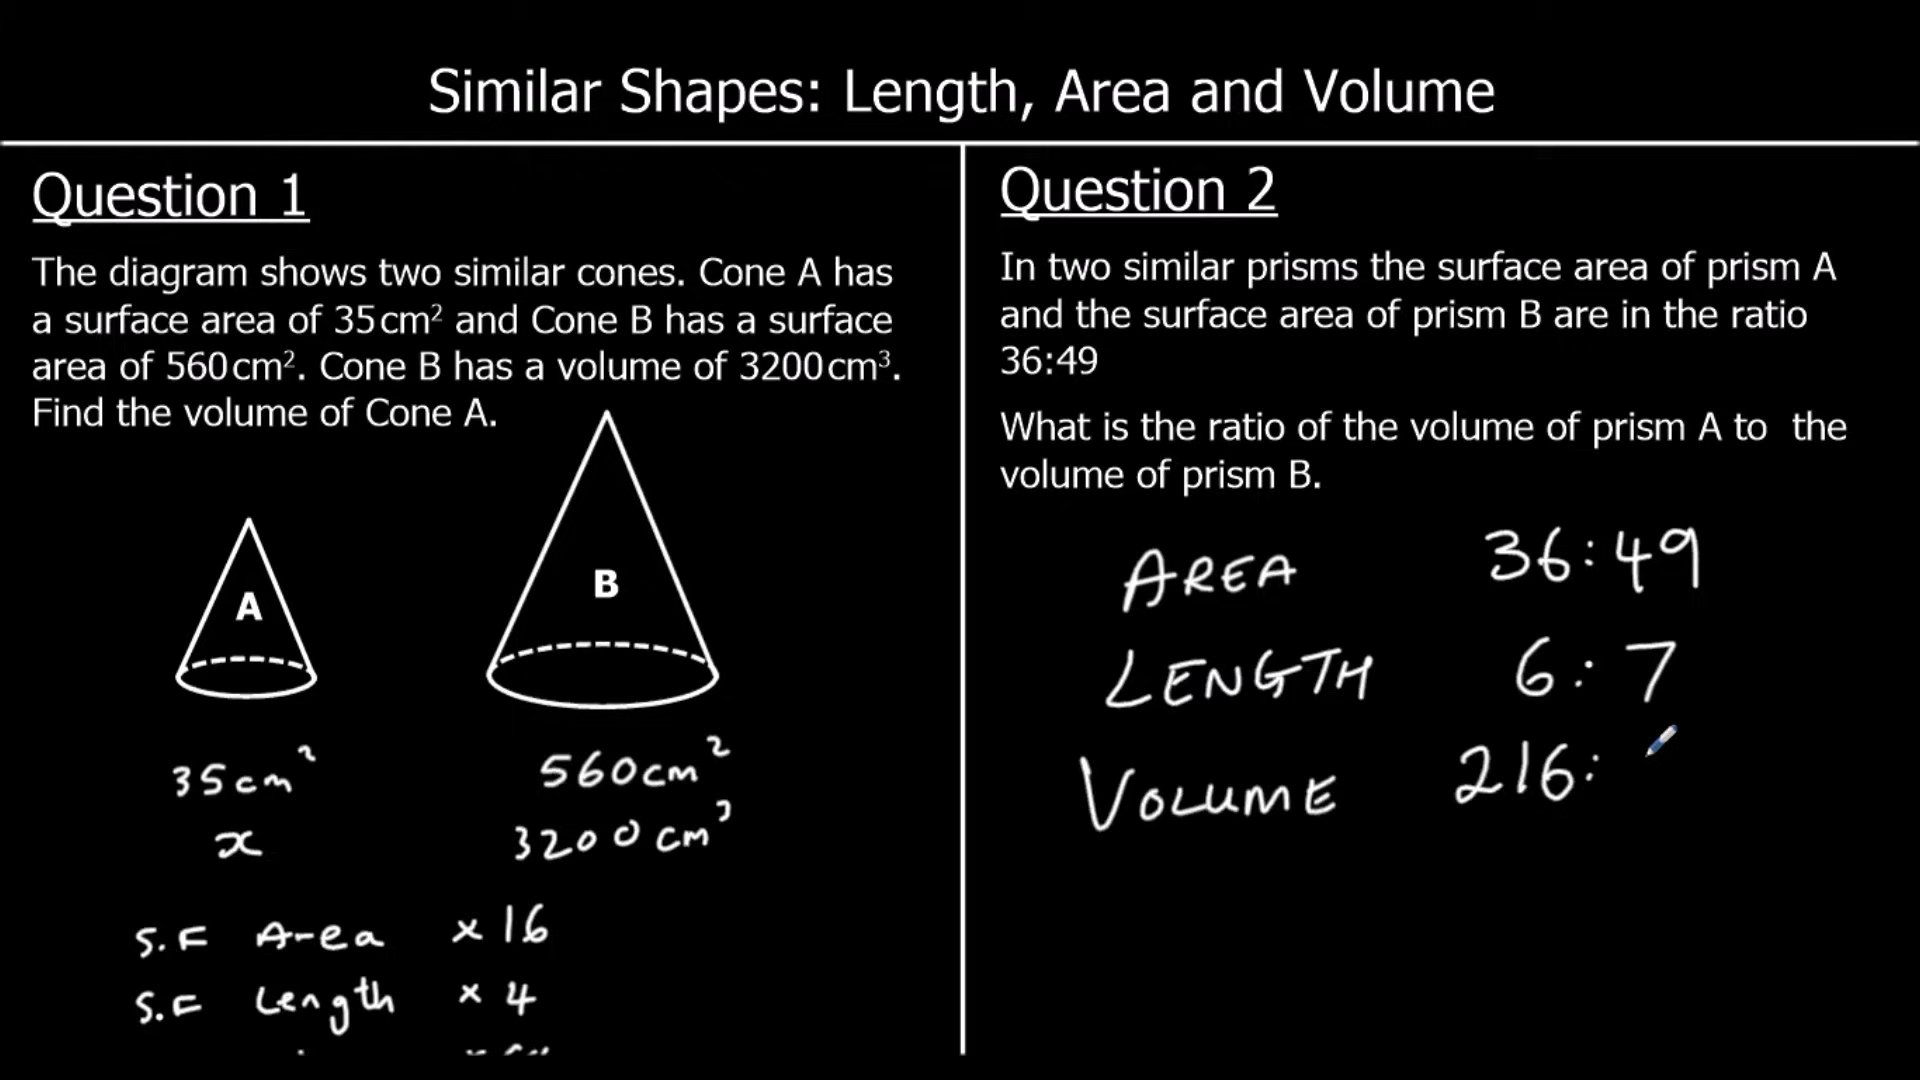 Similar Shapes: Length, Area and Volume
Question 1
The diagram shows two similar cones. Cone A has
a surface area of 35cm² and Cone B has a surface
area of 560cm². Cone B has a volume of 3200cm³.
Find the volume of Cone A.
A
B
35cm² 560cm²
x 3200cm³
S.F Area × 16
S.F Length × 4
Question 2
In two similar prisms the surface area of prism A
and the surface area of prism B are in the ratio
36:49
What is the ratio of the volume of prism A to the
volume of prism B.
AREA 36:49
LENGTH 6:7
VOLUME 216: